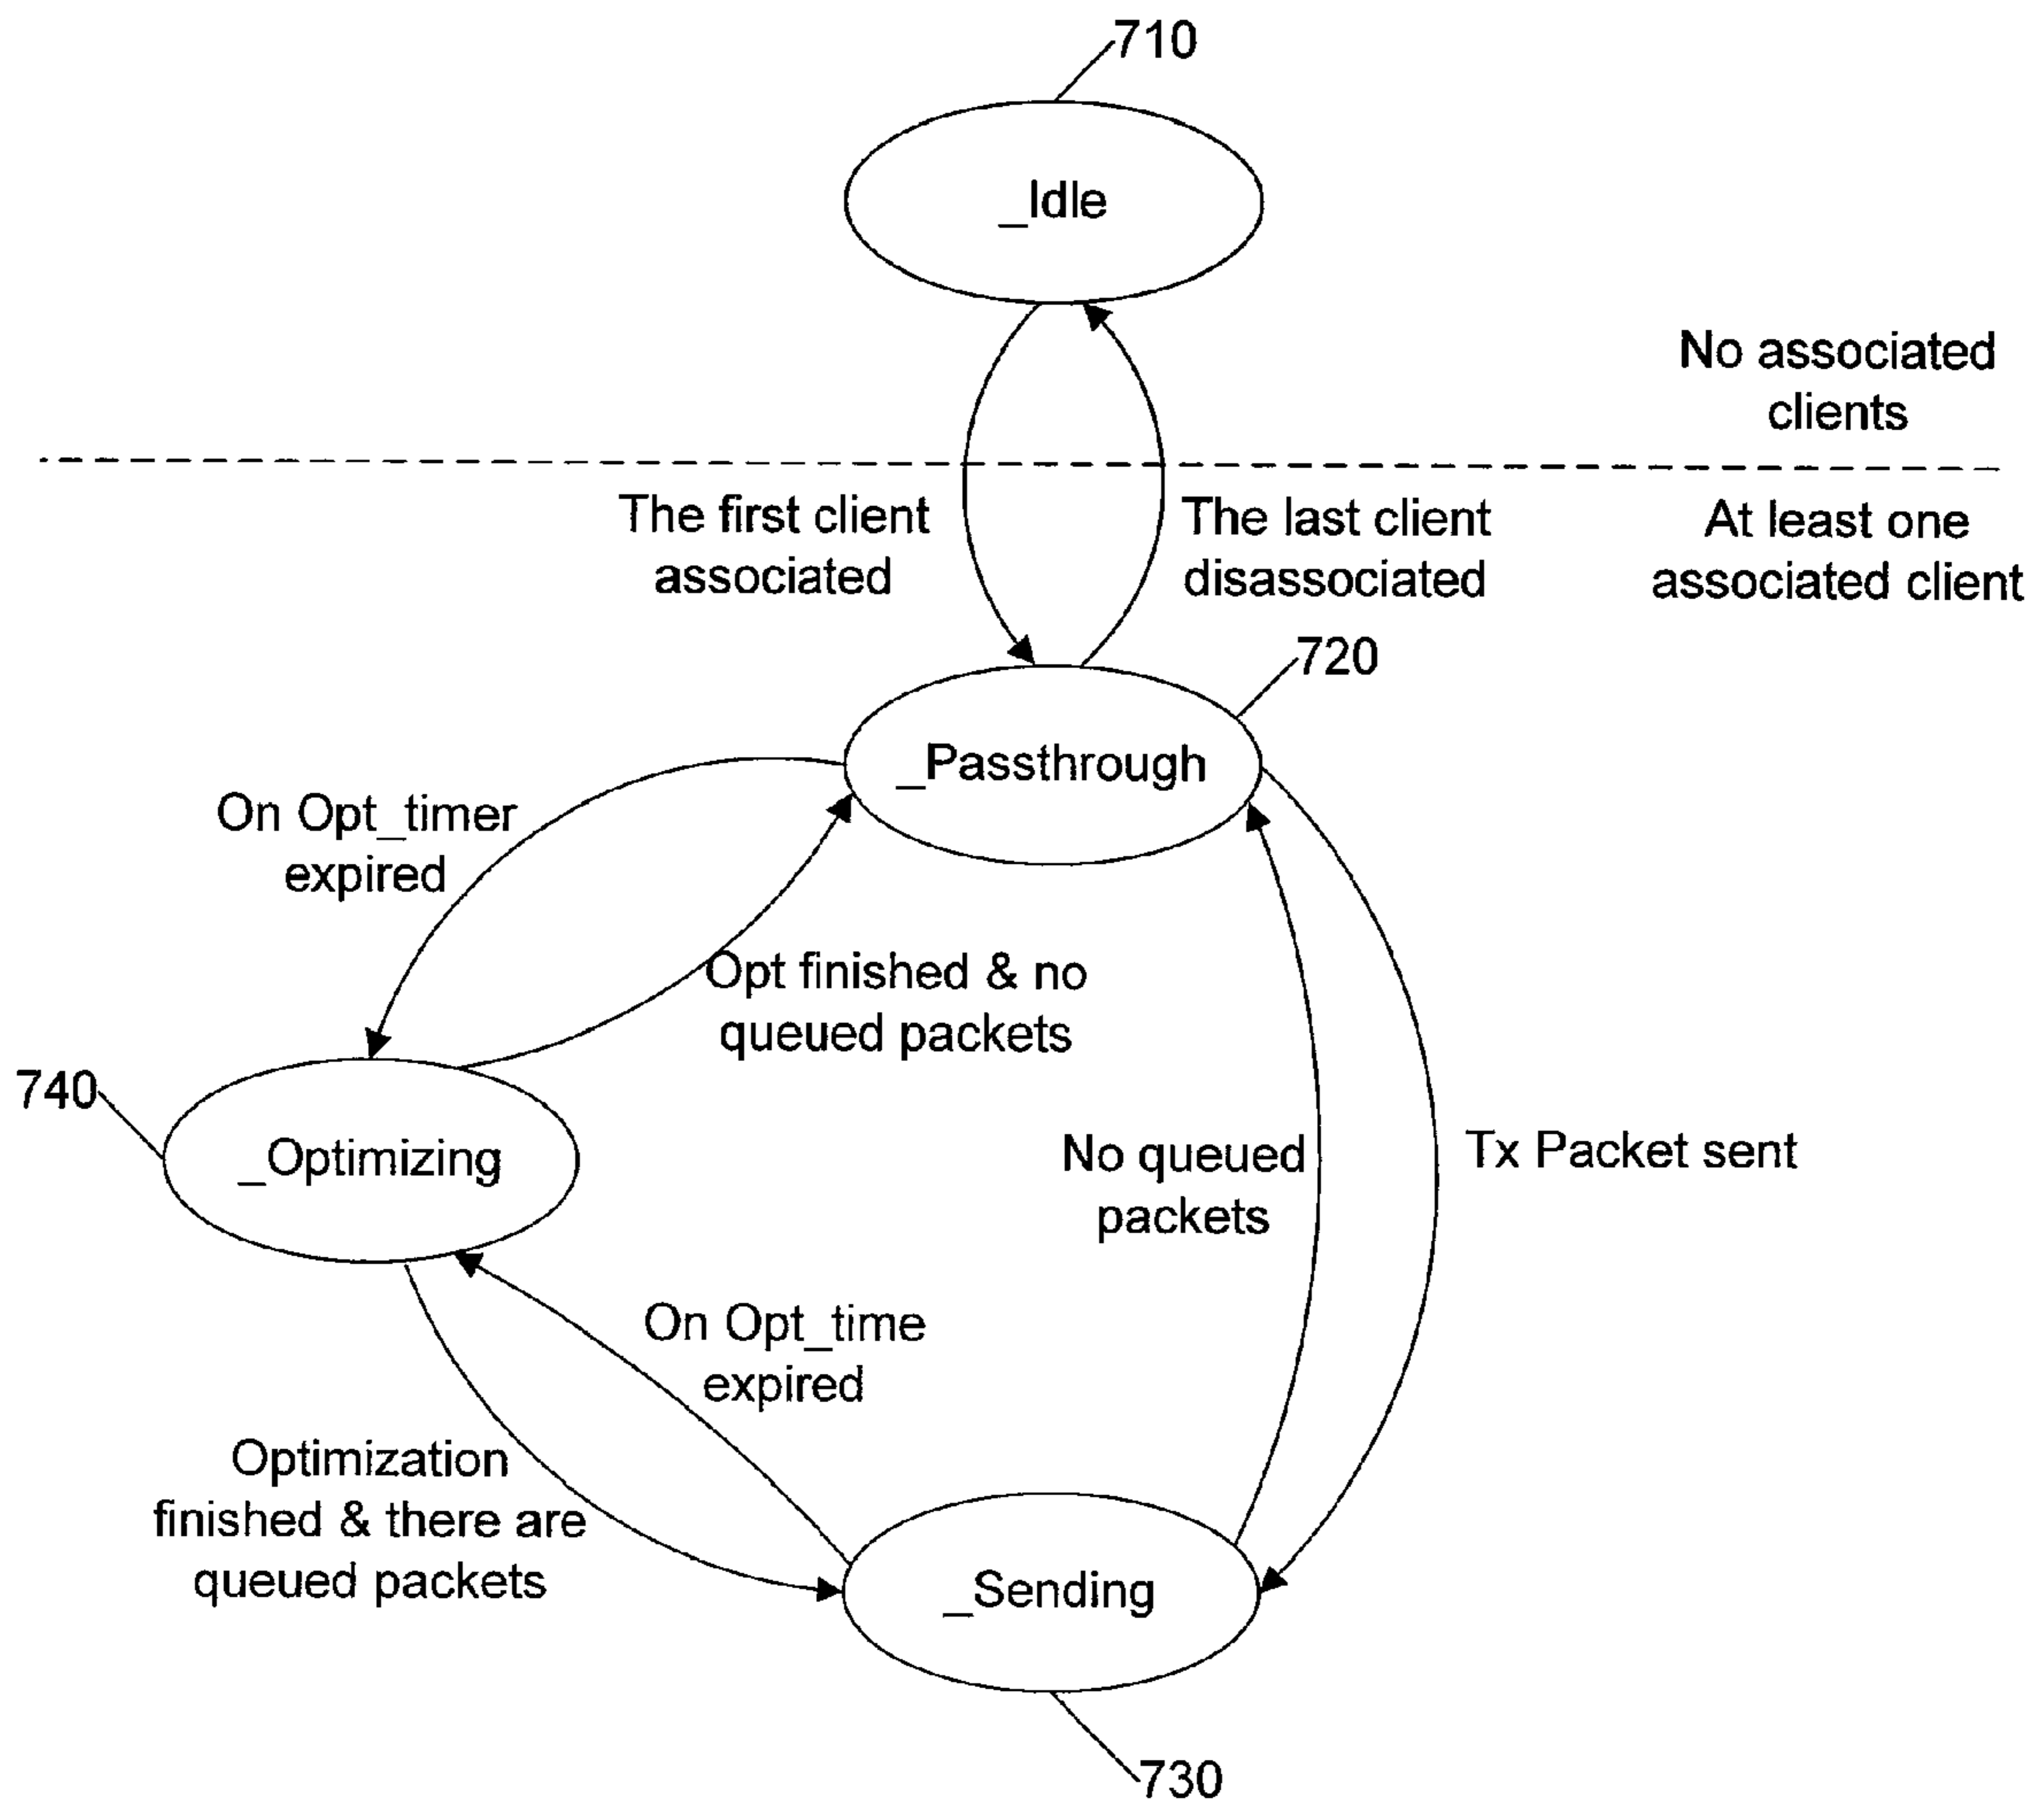 710
_Idle
No associated
clients
The first client
associated
The last client
disassociated
At least one
associated client
720
_Passthrough
On Opt_timer
expired
Opt finished & no
queued packets
740
_Optimizing
No queued
packets
Tx Packet sent
On Opt_time
expired
Optimization
finished & there are
queued packets
_Sending
730